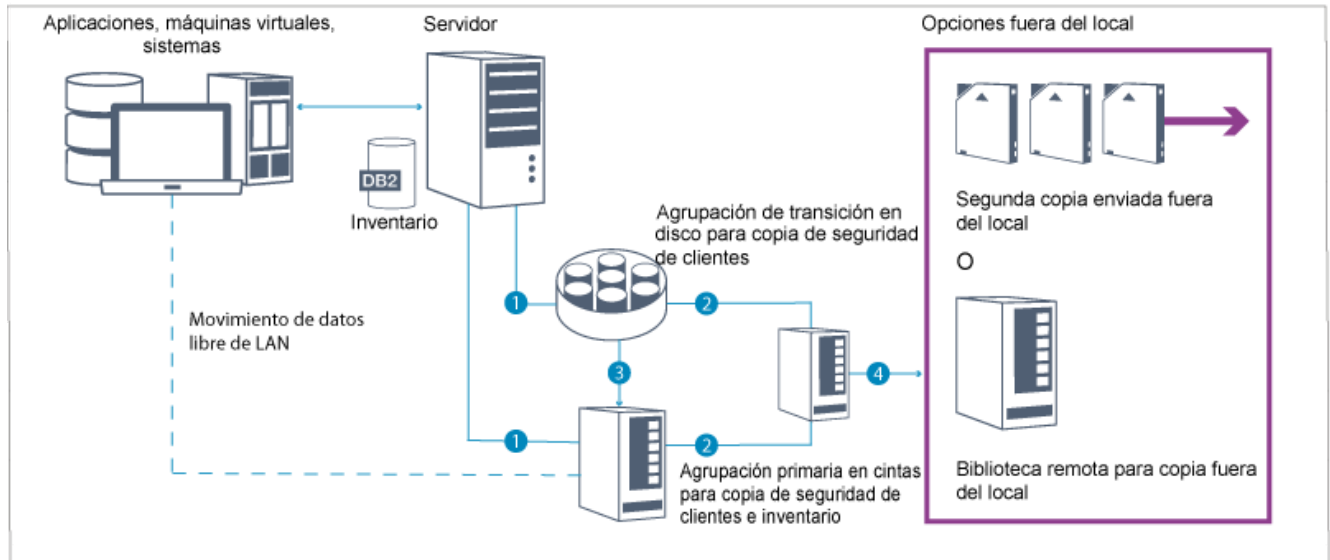 Aplicaciones, máquinas virtuales,
sistemas
Servidor
Opciones fuera del local
DB2
Inventario
Agrupación de transición en
disco para copia de seguridad
de clientes
Segunda copia enviada fuera
del local
O
1
2
Movimiento de datos
libre de LAN
3
4
1
2
Agrupación primaria en cintas
para copia de seguridad de
clientes e inventario
Biblioteca remota para copia fuera
del local